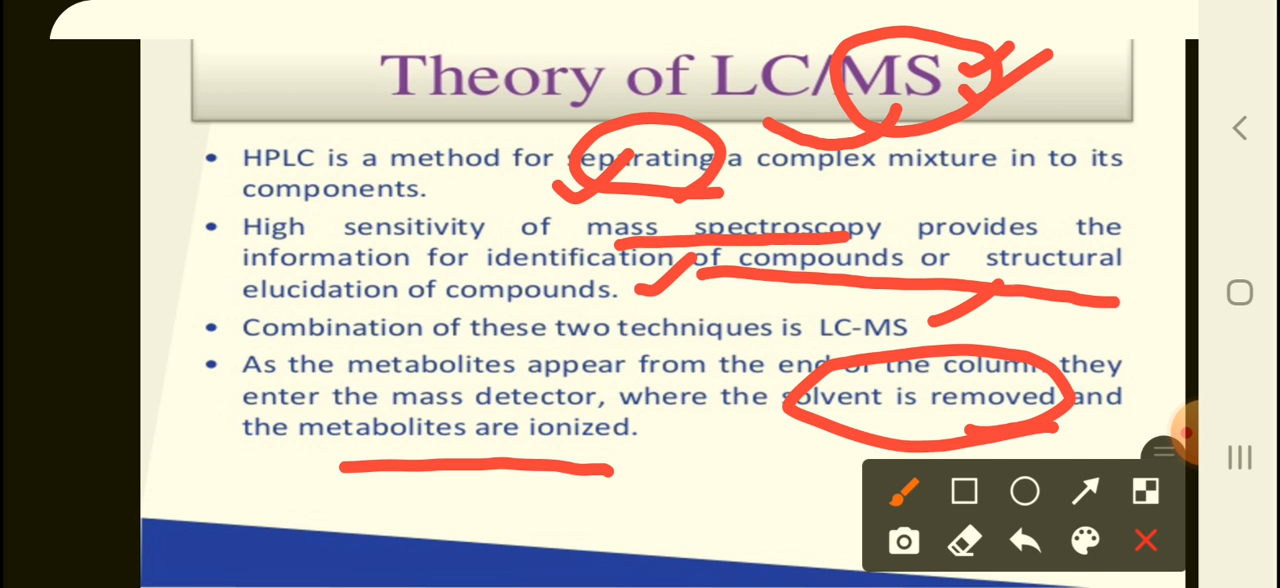 Theory of LC/MS
• HPLC is a method for separating a complex mixture in to its
components.
• High sensitivity of mass spectroscopy provides the
information for identification of compounds or structural
elucidation of compounds.
• Combination of these two techniques is LC-MS
• As the metabolites appear from the end of the column they
enter the mass detector, where the solvent is removed and
the metabolites are ionized.